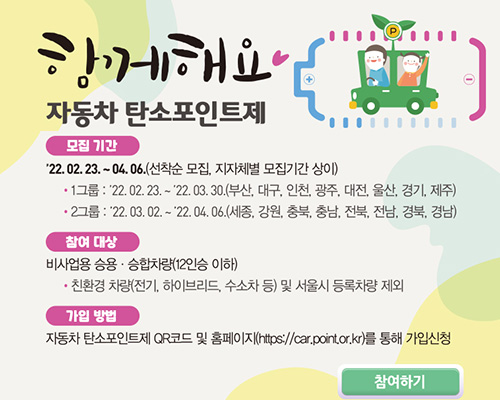 함께해요
P
자동차 탄소포인트제
모집 기간
'22. 02. 23. ~ 04. 06.(선착순 모집, 지자체별 모집기간 상이)
• 1그룹 : '22. 02. 23. ~ '22. 03. 30.(부산, 대구, 인천, 광주, 대전, 울산, 경기, 제주)
• 2그룹 : '22. 03. 02. ~ '22. 04. 06.(세종, 강원, 충북, 충남, 전북, 전남, 경북, 경남)
참여 대상
비사업용 승용 · 승합차량(12인승 이하)
• 친환경 차량(전기, 하이브리드, 수소차 등) 및 서울시 등록차량 제외
가입 방법
자동차 탄소포인트제 QR코드 및 홈페이지(https://car.point.or.kr)를 통해 가입신청
참여하기